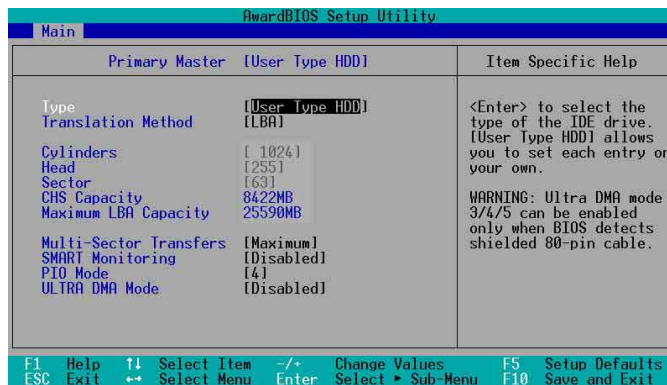 AwardBIOS Setup Utility
Main
Primary Master [User Type HDD]
Item Specific Help
Type [User Type HDD]
Translation Method [LBA]
Cylinders [ 1024]
Head [255]
Sector [63]
CHS Capacity 8422MB
Maximum LBA Capacity 25590MB
Multi-Sector Transfers [Maximum]
SMART Monitoring [Disabled]
PIO Mode [4]
ULTRA DMA Mode [Disabled]
<Enter> to select the
type of the IDE drive.
[User Type HDD] allows
you to set each entry on
your own.
WARNING: Ultra DMA mode
3/4/5 can be enabled
only when BIOS detects
shielded 80-pin cable.
F1 Help ↑↓ Select Item -/+ Change Values F5 Setup Defaults
ESC Exit ←→ Select Menu Enter Select ► Sub-Menu F10 Save and Exit